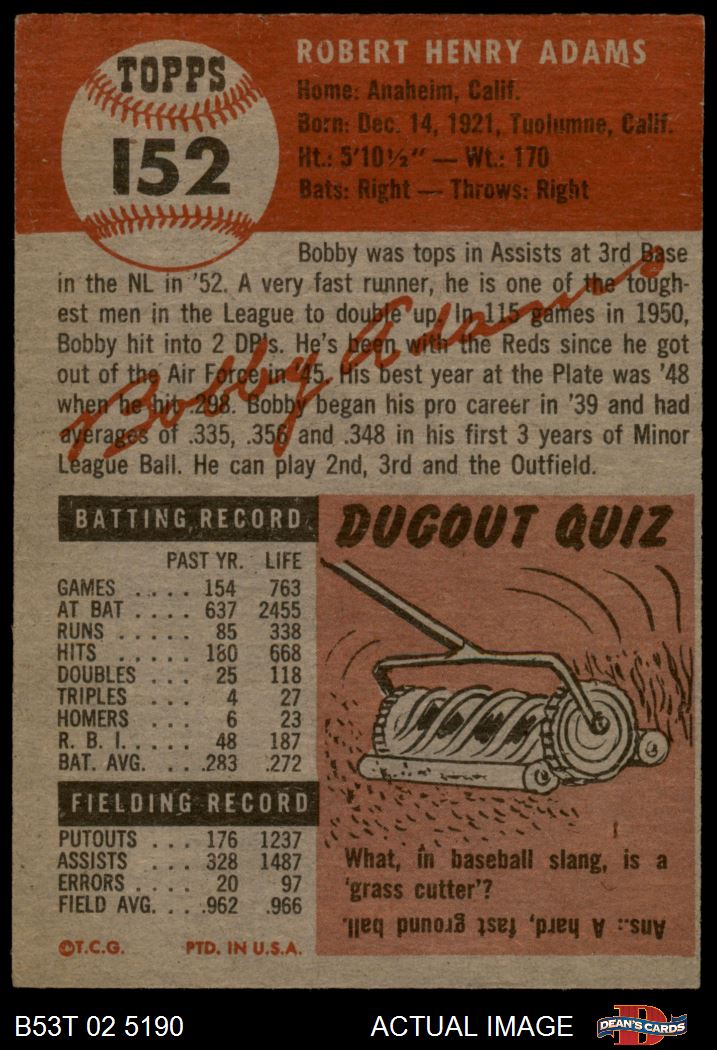 TOPPS
152
ROBERT HENRY ADAMS
Home: Anaheim, Calif.
Born: Dec. 14, 1921, Tuolumne, Calif.
Ht.: 5'10½" — Wt.: 170
Bats: Right — Throws: Right
Bobby was tops in Assists at 3rd Base
in the NL in '52. A very fast runner, he is one of the tough-
est men in the League to double up. In 115 games in 1950,
Bobby hit into 2 DP's. He's been with the Reds since he got
out of the Air Force in '45. His best year at the Plate was '48
when he hit .298. Bobby began his pro career in '39 and had
averages of .335, .356 and .348 in his first 3 years of Minor
League Ball. He can play 2nd, 3rd and the Outfield.
Bobby Adams
BATTING RECORD
PAST YR. LIFE
GAMES . . . . . 154 763
AT BAT . . . . . 637 2455
RUNS . . . . . . 85 338
HITS . . . . . . 180 668
DOUBLES . . . . 25 118
TRIPLES . . . . . 4 27
HOMERS . . . . 6 23
R. B. I. . . . . . 48 187
BAT. AVG. . . . .283 .272
FIELDING RECORD
PUTOUTS . . . 176 1237
ASSISTS . . . . 328 1487
ERRORS . . . . . 20 97
FIELD AVG. . . . .962 .966
©T.C.G. PTD. IN U.S.A.
DUGOUT QUIZ
What, in baseball slang, is a
'grass cutter'?
Ans.: A hard, fast ground ball.
B53T 02 5190 ACTUAL IMAGE
D
DEAN'S CARDS